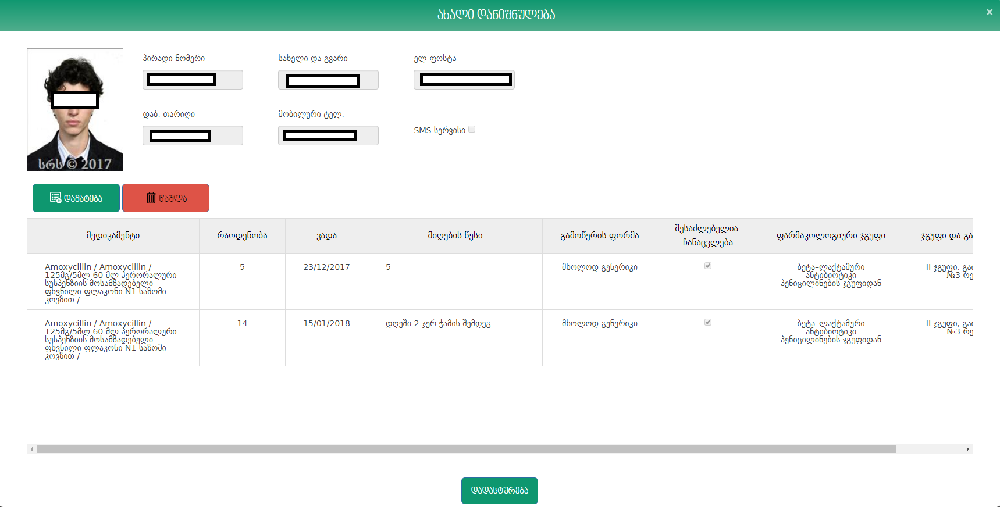 ახალი დანიშნულება
×
პირადი ნომერი
სახელი და გვარი
ელ-ფოსტა
დაბ. თარიღი
მობილური ტელ.
SMS სერვისი
სრს © 2017
დამატება
წაშლა
მედიკამენტი
რაოდენობა
ვადა
მიღების წესი
გამოწერის ფორმა
შესაძლებელია
ჩანაცვლება
ფარმაკოლოგიური ჯგუფი
ჯგუფი და გა
Amoxycillin / Amoxycillin /
125მგ/5მლ 60 მლ პერორალური
სუსპენზიის მოსამზადებელი
ფხვნილი ფლაკონი N1 საზომი
კოვზით /
5
23/12/2017
5
მხოლოდ გენერიკი
ბეტა–ლაქტამური
ანტიბიოტიკი
პენიცილინების ჯგუფიდან
II ჯგუფი, გაი
№3 რე
Amoxycillin / Amoxycillin /
125მგ/5მლ 60 მლ პერორალური
სუსპენზიის მოსამზადებელი
ფხვნილი ფლაკონი N1 საზომი
კოვზით /
14
15/01/2018
დღეში 2-ჯერ ჭამის შემდეგ
მხოლოდ გენერიკი
ბეტა–ლაქტამური
ანტიბიოტიკი
პენიცილინების ჯგუფიდან
II ჯგუფი, გაი
№3 რე
დადასტურება